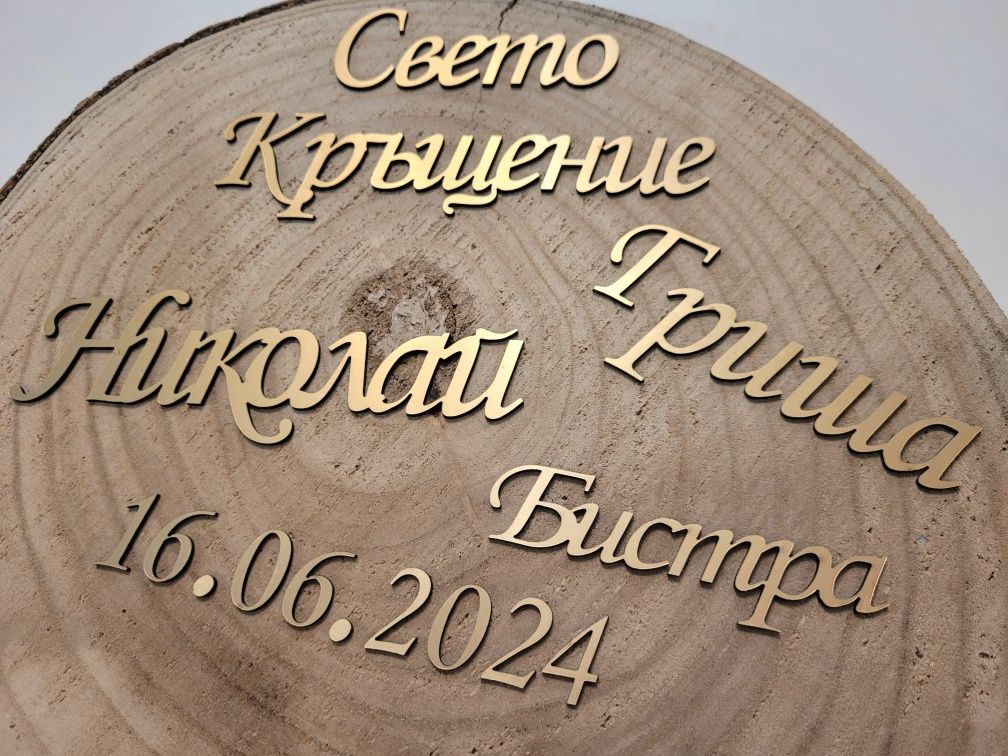 Свето
Кръщение
Гриша
Николай
Бистра
16.06.2024